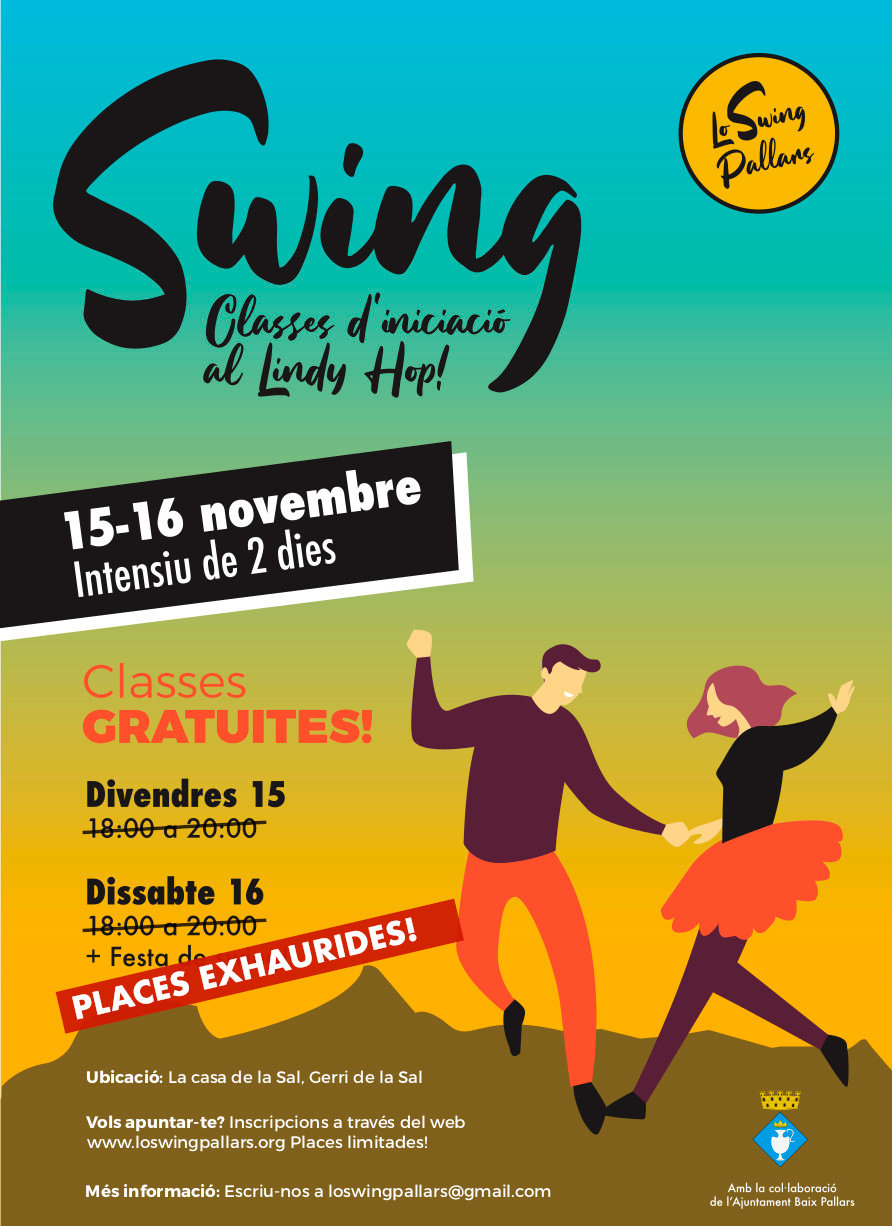 Swing
Lo Swing
Pallars
Classes d'iniciació
al Lindy Hop!
15-16 novembre
Intensiu de 2 dies
Classes
GRATUITES!
Divendres 15
18:00 a 20:00
Dissabte 16
18:00 a 20:00
+ Festa de
PLACES EXHAURIDES!
Ubicació: La casa de la Sal, Gerri de la Sal
Vols apuntar-te? Inscripcions a través del web
www.loswingpallars.org Places limitades!
Més informació: Escriu-nos a loswingpallars@gmail.com
Amb la col·laboració
de l'Ajuntament Baix Pallars